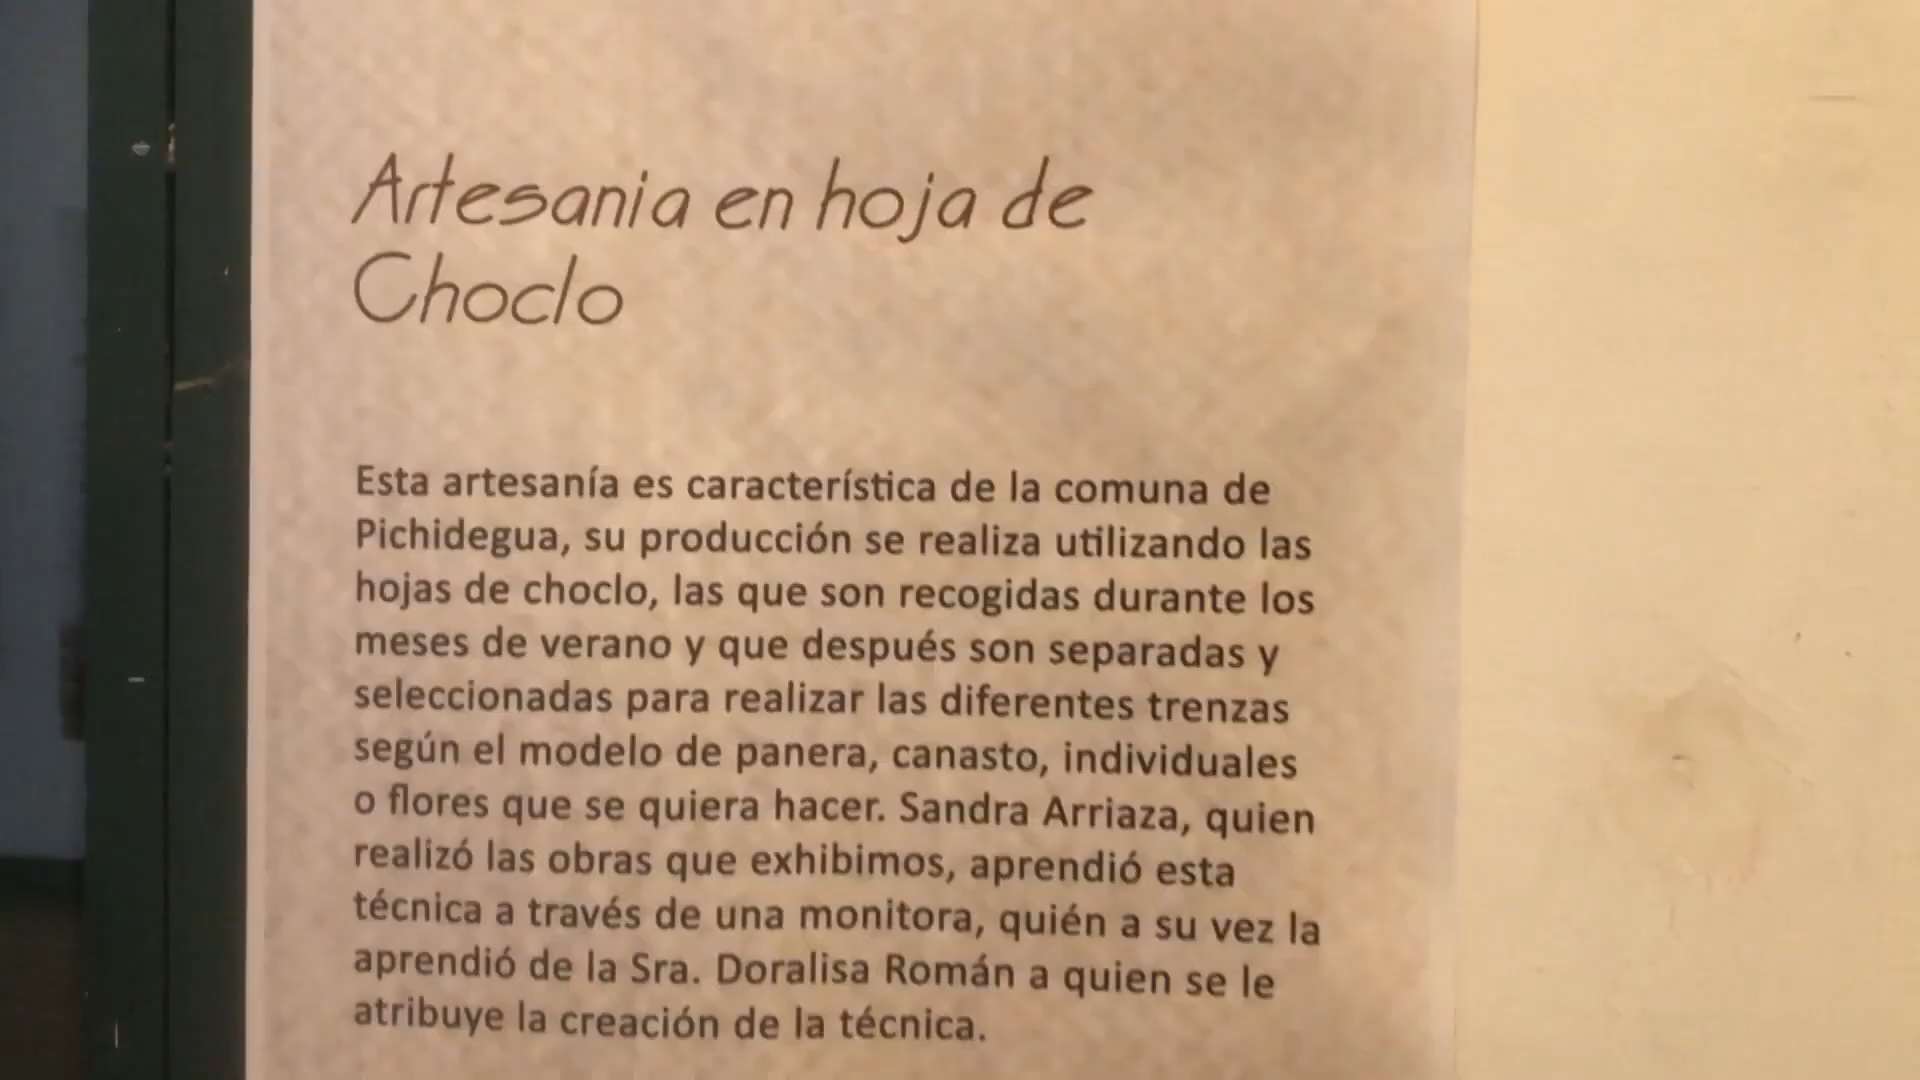 Artesania en hoja de
Choclo
Esta artesanía es característica de la comuna de
Pichidegua, su producción se realiza utilizando las
hojas de choclo, las que son recogidas durante los
meses de verano y que después son separadas y
seleccionadas para realizar las diferentes trenzas
según el modelo de panera, canasto, individuales
o flores que se quiera hacer. Sandra Arriaza, quien
realizó las obras que exhibimos, aprendió esta
técnica a través de una monitora, quién a su vez la
aprendió de la Sra. Doralisa Román a quien se le
atribuye la creación de la técnica.